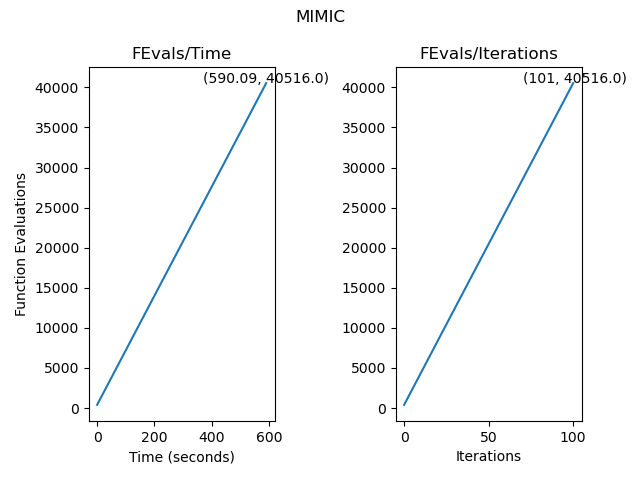 MIMIC
FEvals/Time
(590.09, 40516.0)
40000
35000
30000
25000
20000
15000
10000
5000
0
Function Evaluations
0 200 400 600
Time (seconds)
FEvals/Iterations
(101, 40516.0)
40000
35000
30000
25000
20000
15000
10000
5000
0
0 50 100
Iterations